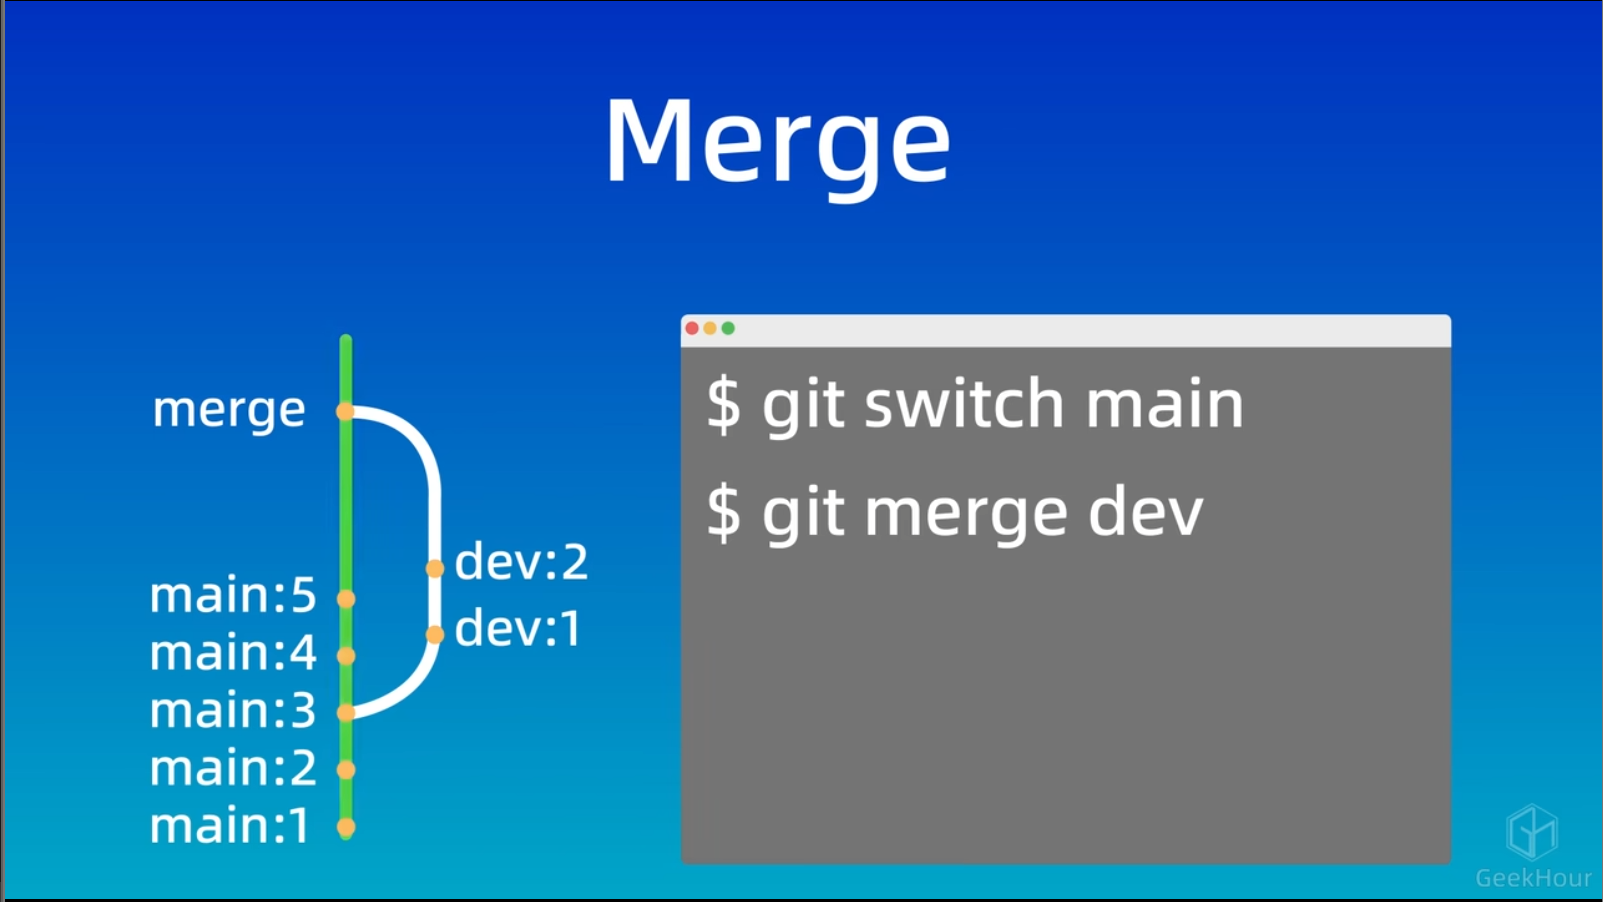 Merge
merge
dev:2
main:5
dev:1
main:4
main:3
main:2
main:1
$ git switch main
$ git merge dev
GeekHour